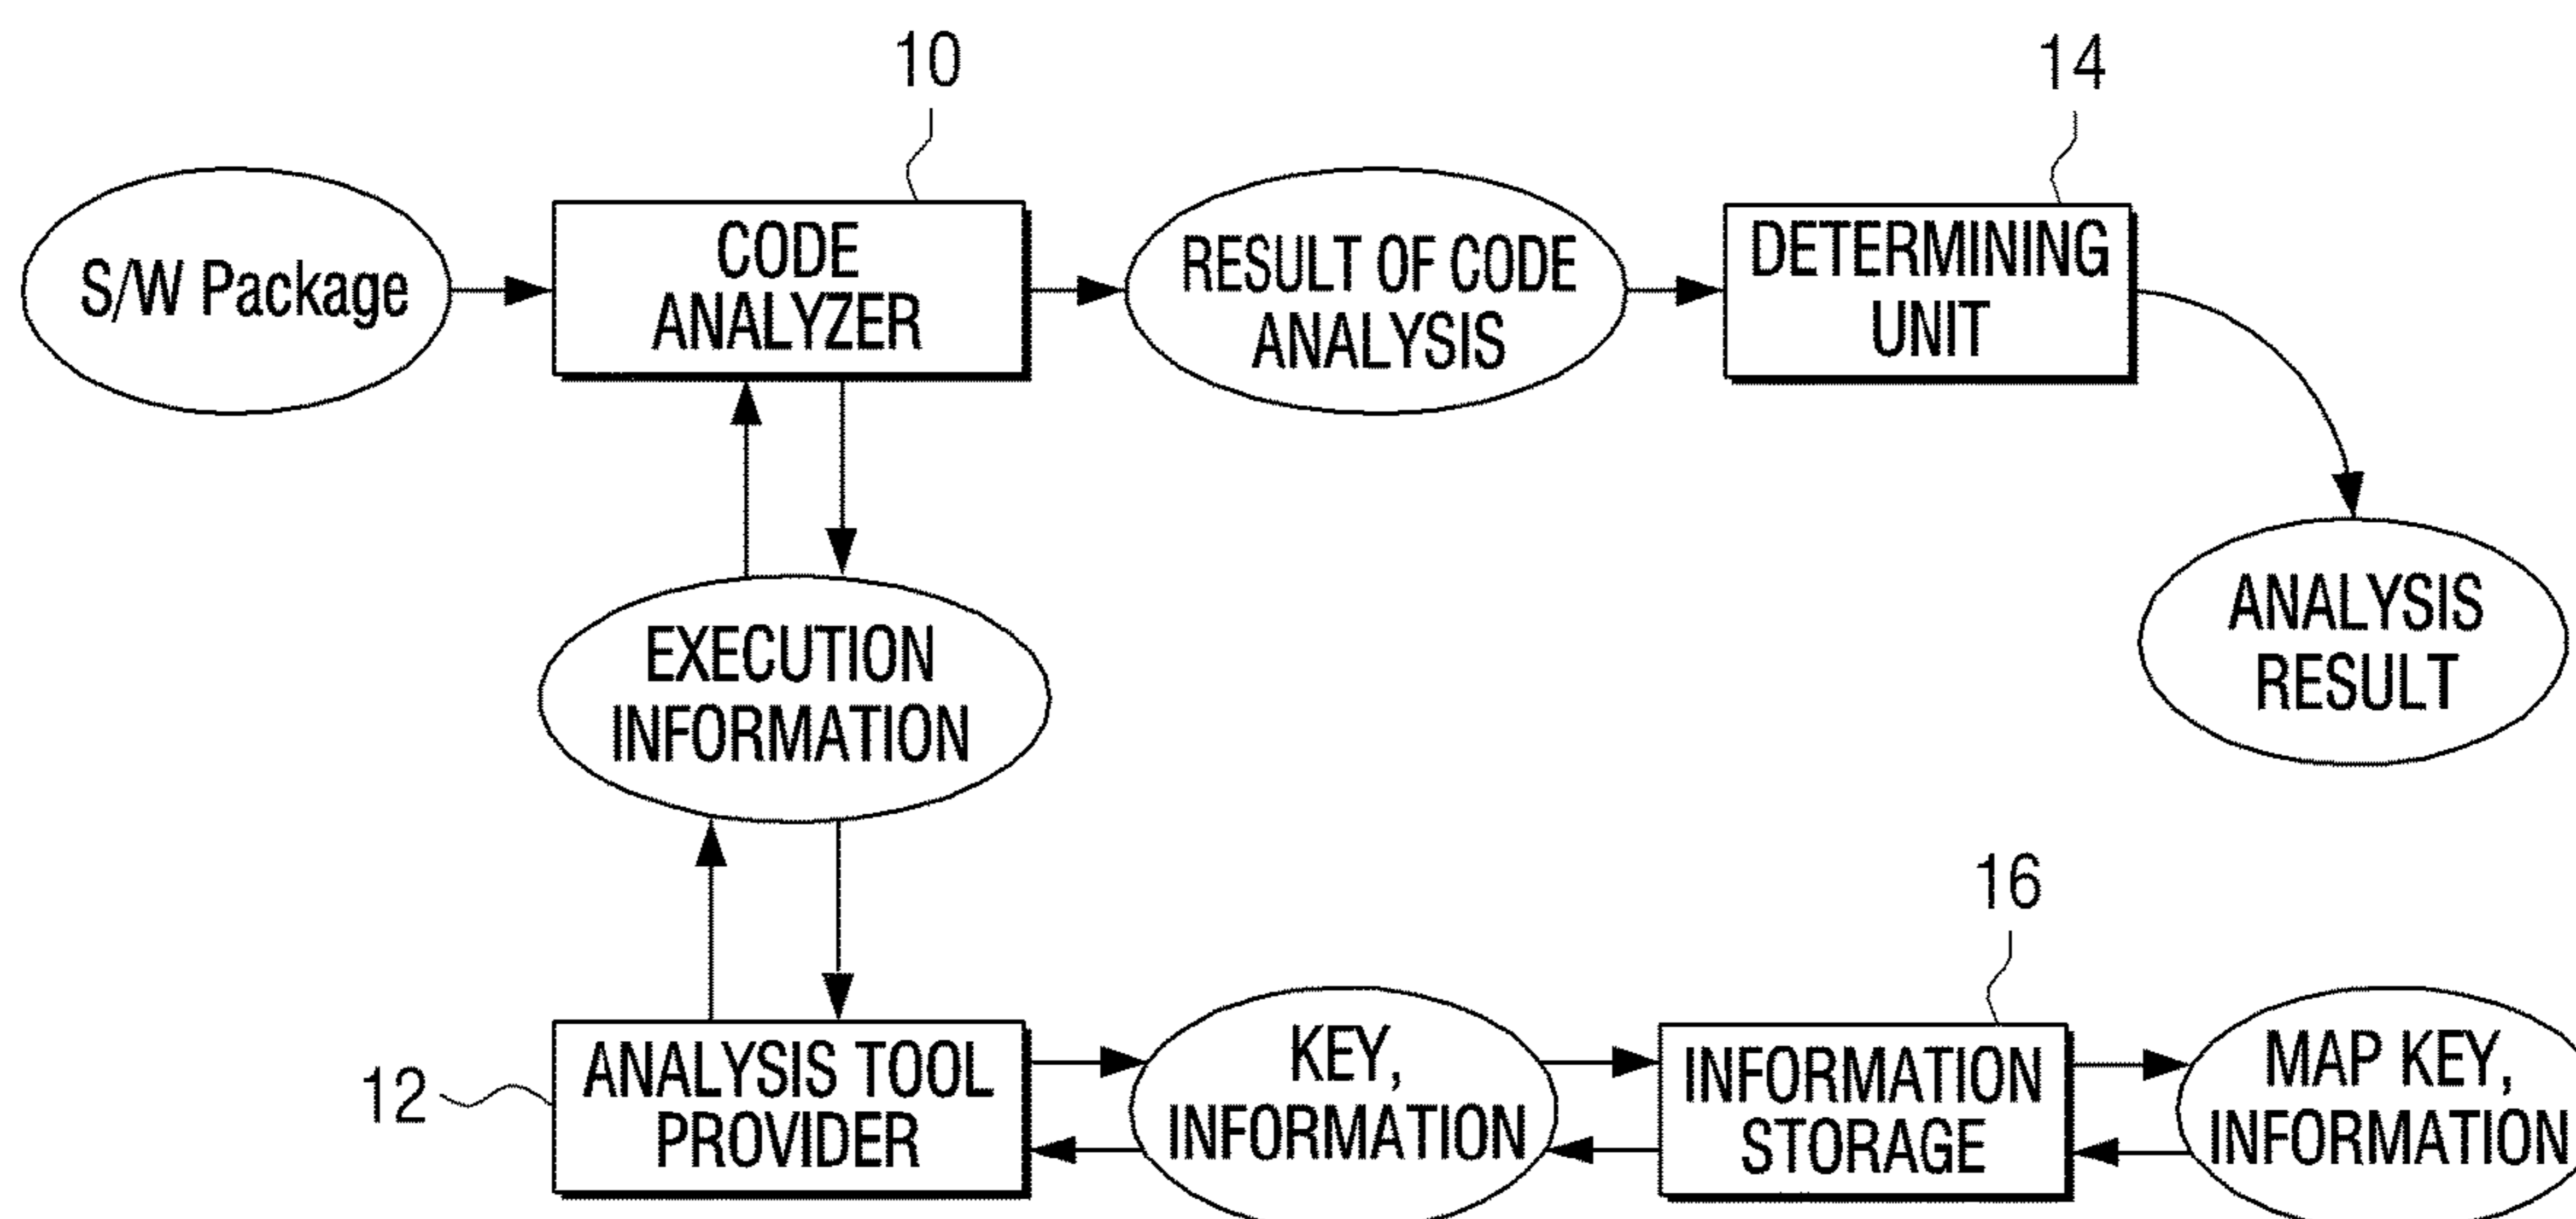 10
14
S/W Package
CODE
ANALYZER
RESULT OF CODE
ANALYSIS
DETERMINING
UNIT
EXECUTION
INFORMATION
ANALYSIS
RESULT
16
12
ANALYSIS TOOL
PROVIDER
KEY,
INFORMATION
INFORMATION
STORAGE
MAP KEY,
INFORMATION